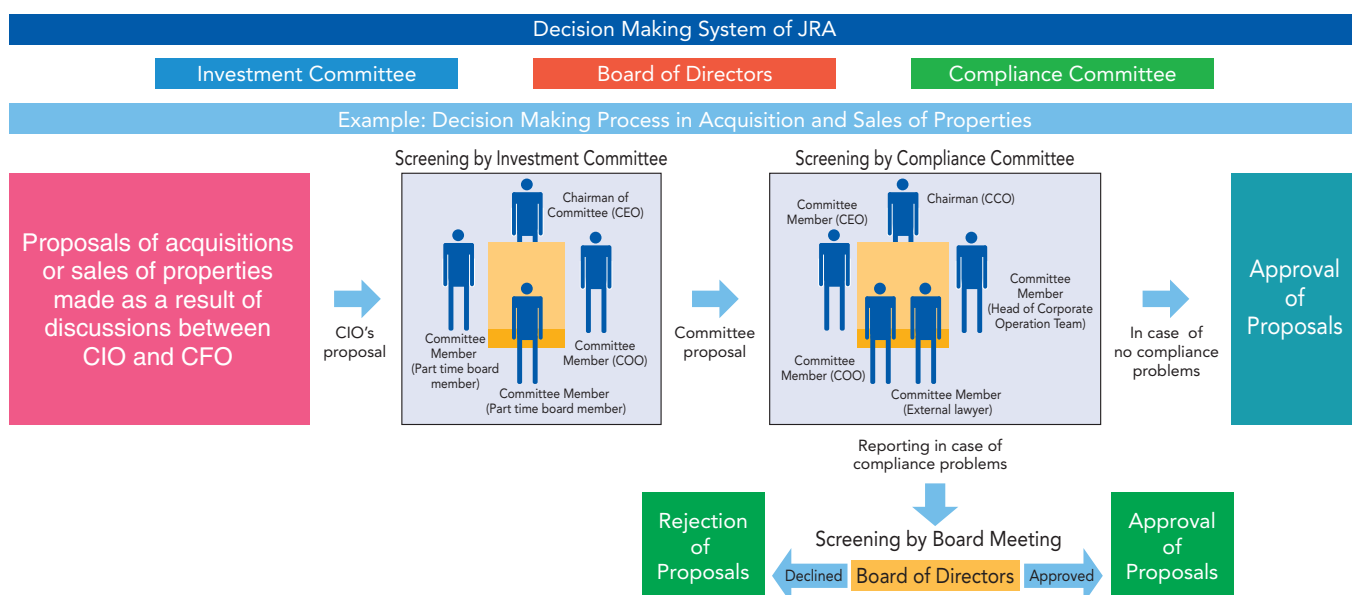 Decision Making System of JRA
Investment Committee
Board of Directors
Compliance Committee
Example: Decision Making Process in Acquisition and Sales of Properties
Proposals of acquisitions
or sales of properties
made as a result of
discussions between
CIO and CFO
CIO's
proposal
Screening by Investment Committee
Chairman of
Committee (CEO)
Committee
Member
(Part time board
member)
Committee
Member (COO)
Committee Member
(Part time board member)
Committee
proposal
Screening by Compliance Committee
Committee
Member (CEO)
Chairman (CCO)
Committee
Member
(Head of Corporate
Operation Team)
Committee
Member (COO)
Committee Member
(External lawyer)
In case of
no compliance
problems
Approval
of
Proposals
Reporting in case of
compliance problems
Screening by Board Meeting
Rejection
of
Proposals
Declined
Board of Directors
Approved
Approval
of
Proposals